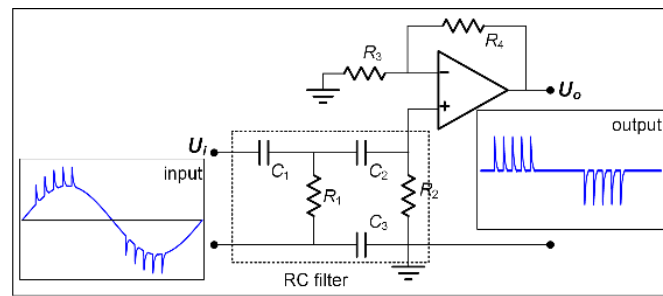 R3
R4
−
+
Uo
output
Ui
input
C1
C2
R1
R2
C3
RC filter